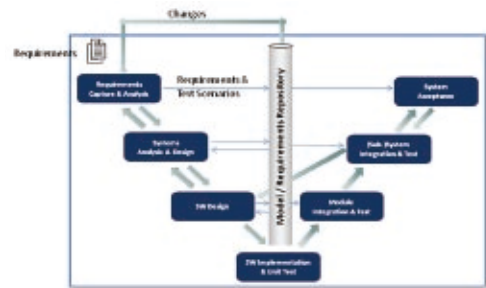 Changes
Requirements
Requirements
Capture & Analysis
Requirements &
Test Scenarios
System
Acceptance
Systems
Analysis & Design
(Sub-)System
Integration & Test
Model / Requirements Repository
SW Design
Module
Integration & Test
SW Implementation
& Unit Test